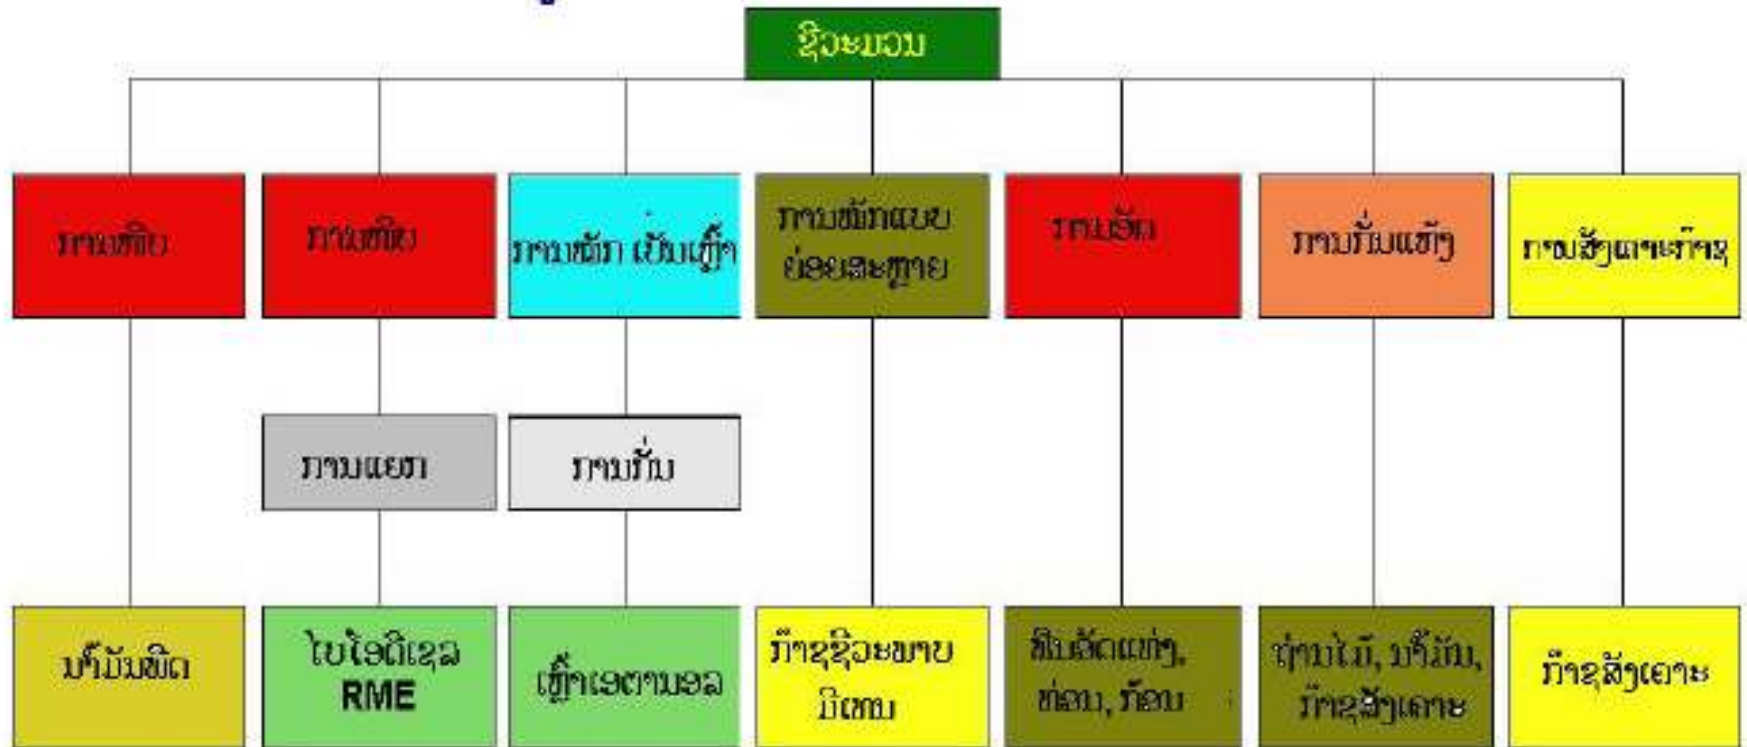 ຊີວະມວນ
ການຫີບ
ການຫີບ
ການໝັກ ເປັນເຫຼົ້າ
ການໝັກແບບ
ຍ່ອຍສະຫຼາຍ
ການອັດ
ການກັ່ນແຫ້ງ
ການສັງເຄາະກ໊າຊ
ການແຍກ
ການກັ່ນ
ນ້ຳມັນພືດ
ໄບໂອດີເຊລ
RME
ເຫຼົ້າເອຕານອລ
ກ໊າຊຊີວະພາບ
ມີເທນ
ຟືນອັດແທ່ງ,
ທ່ອນ, ກ້ອນ
ຖ່ານໄມ້, ນ້ຳມັນ,
ກ໊າຊສັງເຄາະ
ກ໊າຊສັງເຄາະ